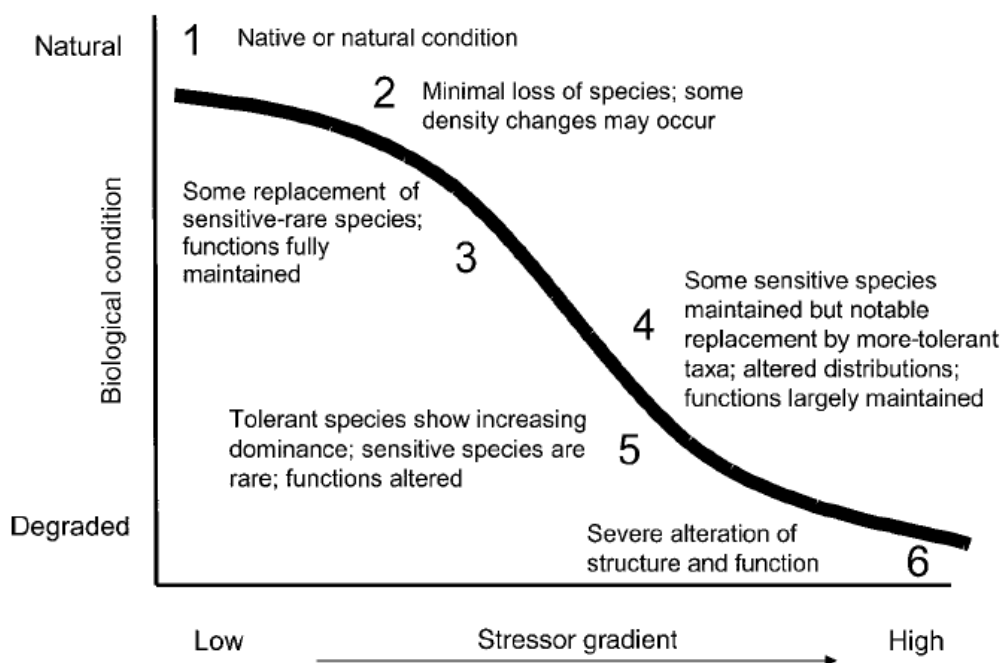 Natural
1 Native or natural condition
2 Minimal loss of species; some
density changes may occur
Biological condition
Some replacement of
sensitive-rare species;
functions fully
maintained
3
4
Some sensitive species
maintained but notable
replacement by more-tolerant
taxa; altered distributions;
functions largely maintained
Tolerant species show increasing
dominance; sensitive species are
rare; functions altered
5
Degraded
Severe alteration of
structure and function
6
Low Stressor gradient High